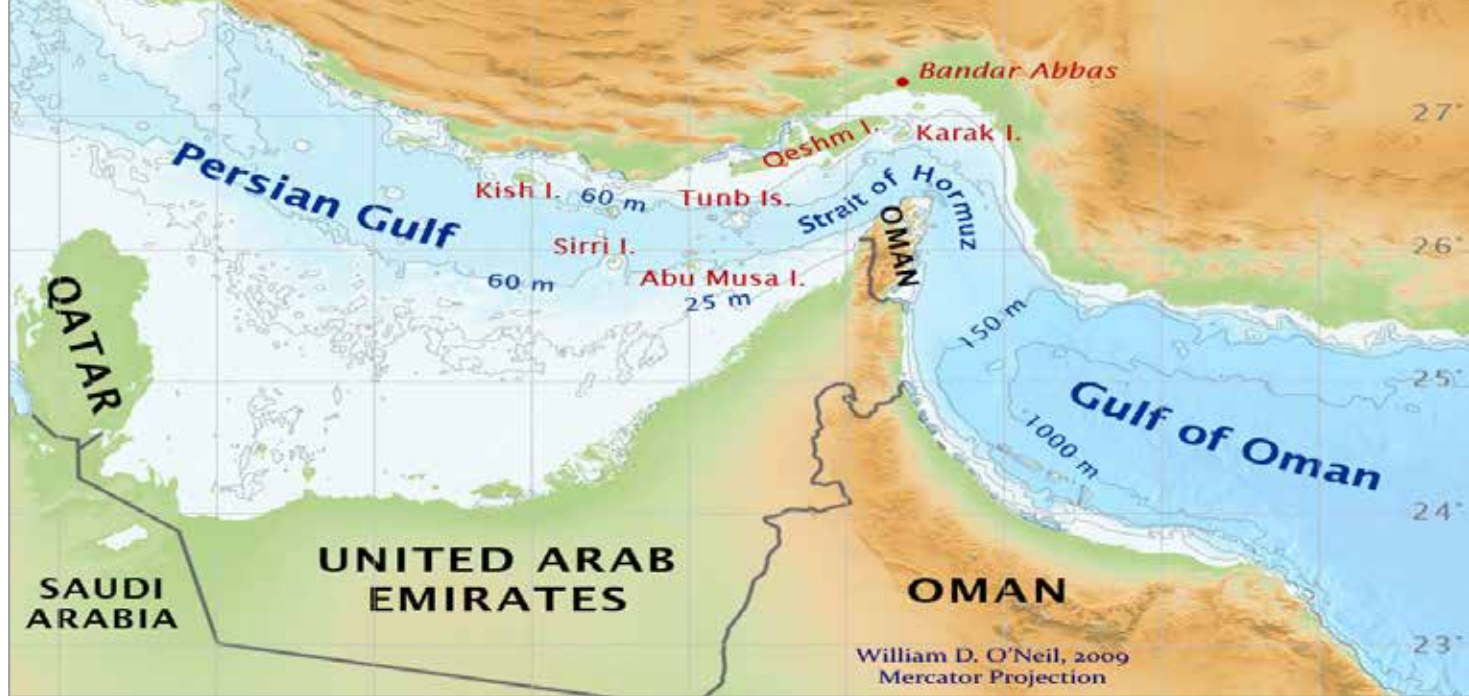 Bandar Abbas
27°
Qeshm I.
Karak I.
Persian Gulf
Kish I.
60 m
Tunb Is.
Strait of Hormuz
OMAN
Sirri I.
26°
60 m
Abu Musa I.
25 m
QATAR
150 m
25°
Gulf of Oman
1000 m
24°
UNITED ARAB
EMIRATES
SAUDI
ARABIA
OMAN
23°
William D. O'Neil, 2009
Mercator Projection